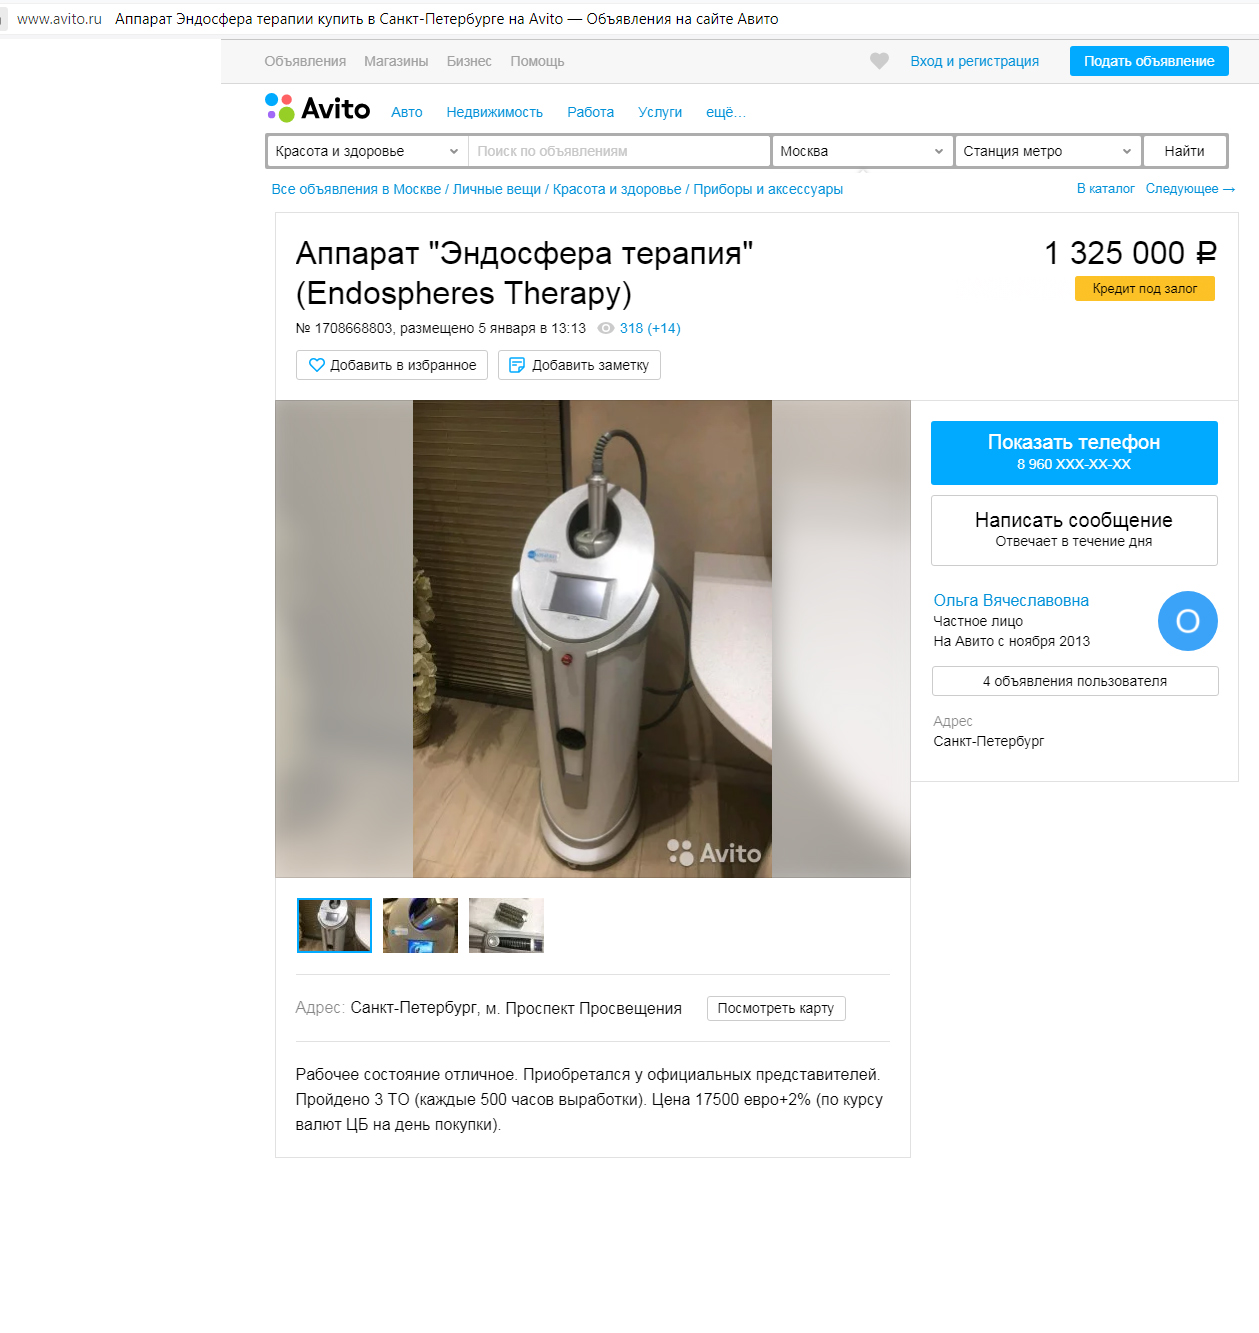 www.avito.ru Аппарат Эндосфера терапии купить в Санкт-Петербурге на Avito — Объявления на сайте Авито
Объявления Магазины Бизнес Помощь Вход и регистрация Подать объявление
Avito Авто Недвижимость Работа Услуги ещё...
Красота и здоровье Поиск по объявлениям Москва Станция метро Найти
Все объявления в Москве / Личные вещи / Красота и здоровье / Приборы и аксессуары В каталог Следующее →
Аппарат "Эндосфера терапия" 1 325 000 ₽
(Endospheres Therapy) Кредит под залог
№ 1708668803, размещено 5 января в 13:13 318 (+14)
Добавить в избранное Добавить заметку
Показать телефон
8 960 XXX-XX-XX
Написать сообщение
Отвечает в течение дня
Ольга Вячеславовна
Частное лицо
О
На Авито с ноября 2013
4 объявления пользователя
Адрес
Санкт-Петербург
Avito
Адрес: Санкт-Петербург, м. Проспект Просвещения Посмотреть карту
Рабочее состояние отличное. Приобретался у официальных представителей.
Пройдено 3 ТО (каждые 500 часов выработки). Цена 17500 евро+2% (по курсу
валют ЦБ на день покупки).